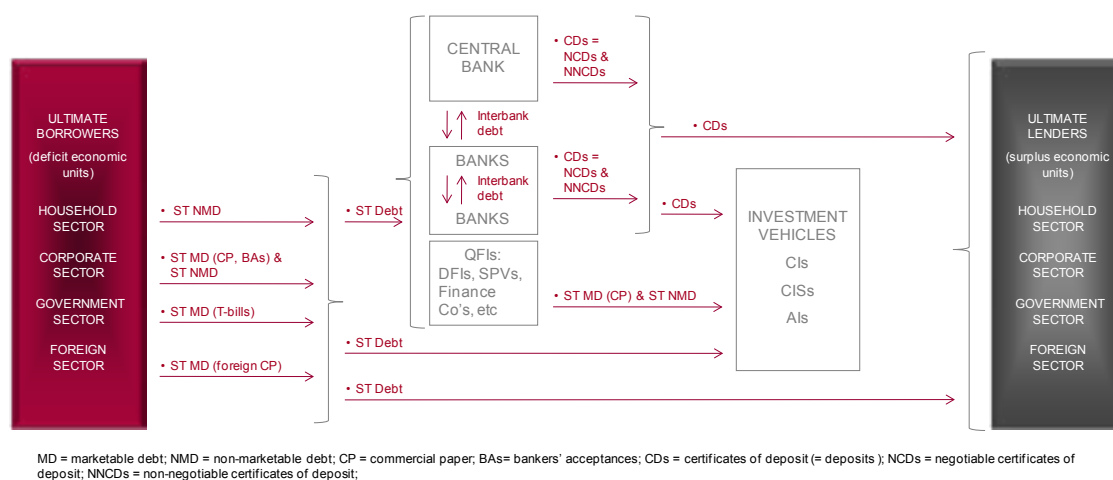 ULTIMATE
BORROWERS
(deficit economic
units)
HOUSEHOLD
SECTOR
CORPORATE
SECTOR
GOVERNMENT
SECTOR
FOREIGN
SECTOR
• ST NMD
• ST MD (CP, BAs) &
ST NMD
• ST MD (T-bills)
• ST MD (foreign CP)
• ST Debt
CENTRAL
BANK
Interbank
debt
BANKS
Interbank
debt
BANKS
QFIs:
DFIs, SPVs,
Finance
Co's, etc
• CDs =
NCDs &
NNCDs
• CDs =
NCDs &
NNCDs
• ST MD (CP) & ST NMD
• ST Debt
• ST Debt
• CDs
• CDs
INVESTMENT
VEHICLES
CIs
CISs
AIs
ULTIMATE
LENDERS
(surplus economic
units)
HOUSEHOLD
SECTOR
CORPORATE
SECTOR
GOVERNMENT
SECTOR
FOREIGN
SECTOR
MD = marketable debt; NMD = non-marketable debt; CP = commercial paper; BAs= bankers' acceptances; CDs = certificates of deposit (= deposits ); NCDs = negotiable certificates of
deposit; NNCDs = non-negotiable certificates of deposit;